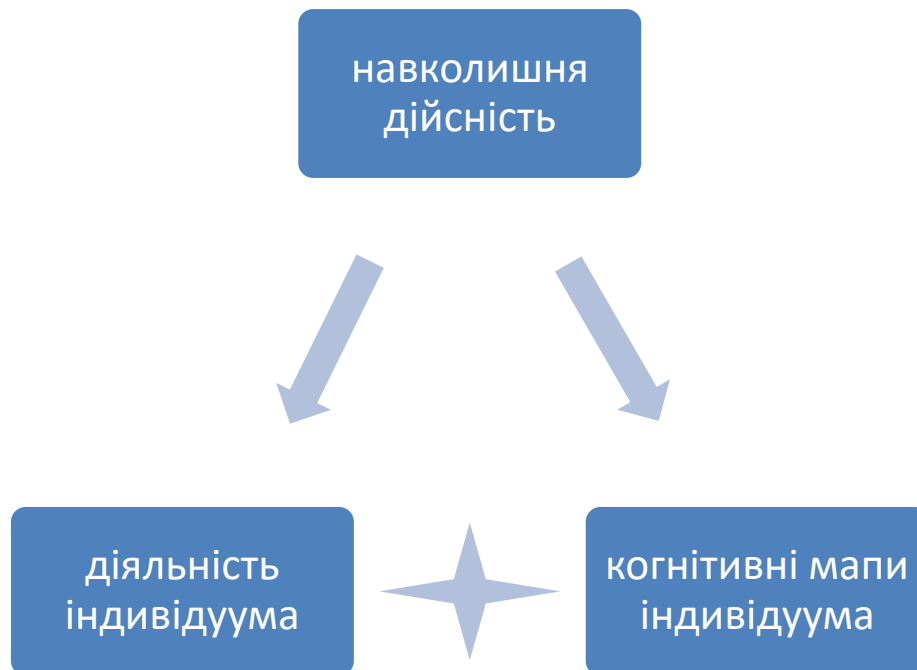 навколишня
дійсність
діяльність
індивідуума
когнітивні мапи
індивідуума